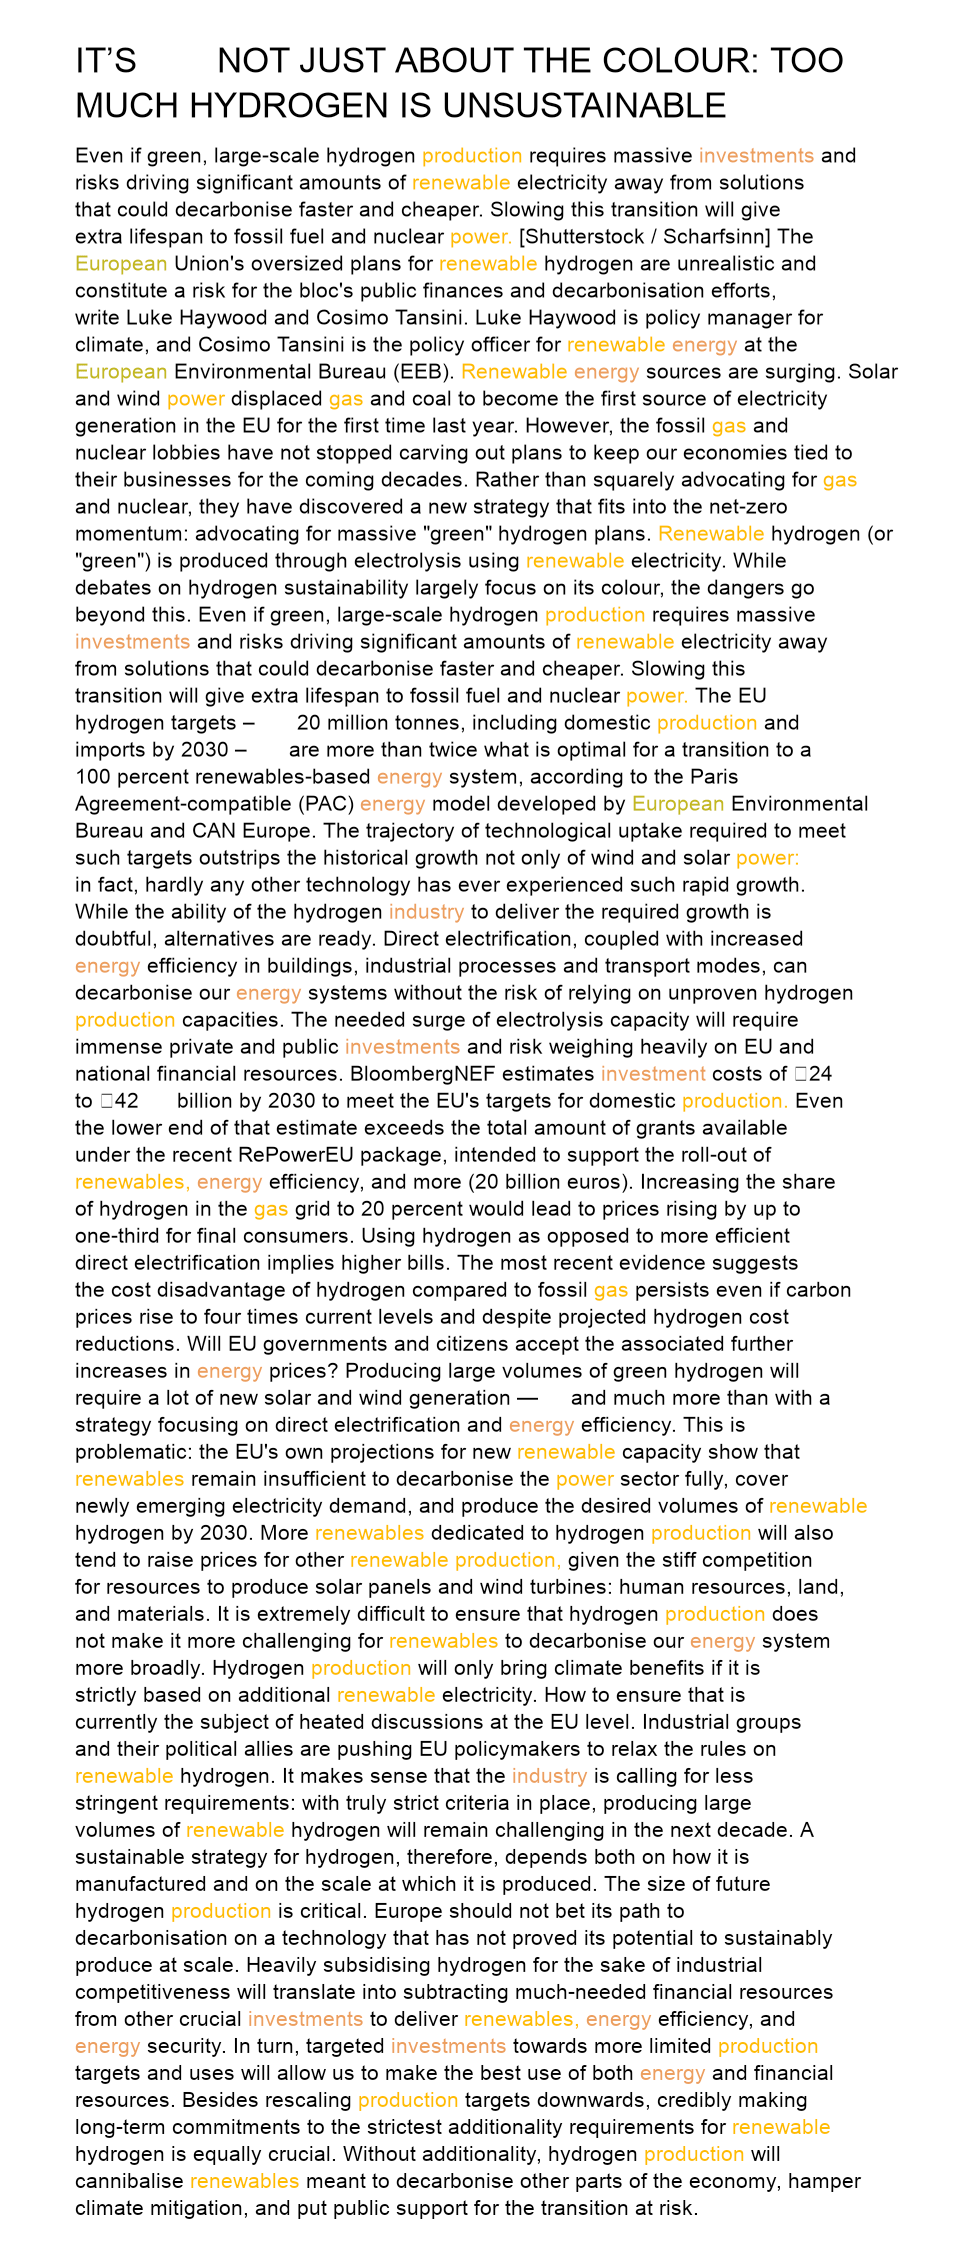 IT’S NOT JUST ABOUT THE COLOUR: TOO
MUCH HYDROGEN IS UNSUSTAINABLE
Even if green, large-scale hydrogen production requires massive investments and
risks driving significant amounts of renewable electricity away from solutions
that could decarbonise faster and cheaper. Slowing this transition will give
extra lifespan to fossil fuel and nuclear power. [Shutterstock / Scharfsinn] The
European Union's oversized plans for renewable hydrogen are unrealistic and
constitute a risk for the bloc's public finances and decarbonisation efforts,
write Luke Haywood and Cosimo Tansini. Luke Haywood is policy manager for
climate, and Cosimo Tansini is the policy officer for renewable energy at the
European Environmental Bureau (EEB). Renewable energy sources are surging. Solar
and wind power displaced gas and coal to become the first source of electricity
generation in the EU for the first time last year. However, the fossil gas and
nuclear lobbies have not stopped carving out plans to keep our economies tied to
their businesses for the coming decades. Rather than squarely advocating for gas
and nuclear, they have discovered a new strategy that fits into the net-zero
momentum: advocating for massive "green" hydrogen plans. Renewable hydrogen (or
"green") is produced through electrolysis using renewable electricity. While
debates on hydrogen sustainability largely focus on its colour, the dangers go
beyond this. Even if green, large-scale hydrogen production requires massive
investments and risks driving significant amounts of renewable electricity away
from solutions that could decarbonise faster and cheaper. Slowing this
transition will give extra lifespan to fossil fuel and nuclear power. The EU
hydrogen targets – 20 million tonnes, including domestic production and
imports by 2030 – are more than twice what is optimal for a transition to a
100 percent renewables-based energy system, according to the Paris
Agreement-compatible (PAC) energy model developed by European Environmental
Bureau and CAN Europe. The trajectory of technological uptake required to meet
such targets outstrips the historical growth not only of wind and solar power:
in fact, hardly any other technology has ever experienced such rapid growth.
While the ability of the hydrogen industry to deliver the required growth is
doubtful, alternatives are ready. Direct electrification, coupled with increased
energy efficiency in buildings, industrial processes and transport modes, can
decarbonise our energy systems without the risk of relying on unproven hydrogen
production capacities. The needed surge of electrolysis capacity will require
immense private and public investments and risk weighing heavily on EU and
national financial resources. BloombergNEF estimates investment costs of □24
to □42 billion by 2030 to meet the EU's targets for domestic production. Even
the lower end of that estimate exceeds the total amount of grants available
under the recent RePowerEU package, intended to support the roll-out of
renewables, energy efficiency, and more (20 billion euros). Increasing the share
of hydrogen in the gas grid to 20 percent would lead to prices rising by up to
one-third for final consumers. Using hydrogen as opposed to more efficient
direct electrification implies higher bills. The most recent evidence suggests
the cost disadvantage of hydrogen compared to fossil gas persists even if carbon
prices rise to four times current levels and despite projected hydrogen cost
reductions. Will EU governments and citizens accept the associated further
increases in energy prices? Producing large volumes of green hydrogen will
require a lot of new solar and wind generation — and much more than with a
strategy focusing on direct electrification and energy efficiency. This is
problematic: the EU's own projections for new renewable capacity show that
renewables remain insufficient to decarbonise the power sector fully, cover
newly emerging electricity demand, and produce the desired volumes of renewable
hydrogen by 2030. More renewables dedicated to hydrogen production will also
tend to raise prices for other renewable production, given the stiff competition
for resources to produce solar panels and wind turbines: human resources, land,
and materials. It is extremely difficult to ensure that hydrogen production does
not make it more challenging for renewables to decarbonise our energy system
more broadly. Hydrogen production will only bring climate benefits if it is
strictly based on additional renewable electricity. How to ensure that is
currently the subject of heated discussions at the EU level. Industrial groups
and their political allies are pushing EU policymakers to relax the rules on
renewable hydrogen. It makes sense that the industry is calling for less
stringent requirements: with truly strict criteria in place, producing large
volumes of renewable hydrogen will remain challenging in the next decade. A
sustainable strategy for hydrogen, therefore, depends both on how it is
manufactured and on the scale at which it is produced. The size of future
hydrogen production is critical. Europe should not bet its path to
decarbonisation on a technology that has not proved its potential to sustainably
produce at scale. Heavily subsidising hydrogen for the sake of industrial
competitiveness will translate into subtracting much-needed financial resources
from other crucial investments to deliver renewables, energy efficiency, and
energy security. In turn, targeted investments towards more limited production
targets and uses will allow us to make the best use of both energy and financial
resources. Besides rescaling production targets downwards, credibly making
long-term commitments to the strictest additionality requirements for renewable
hydrogen is equally crucial. Without additionality, hydrogen production will
cannibalise renewables meant to decarbonise other parts of the economy, hamper
climate mitigation, and put public support for the transition at risk.